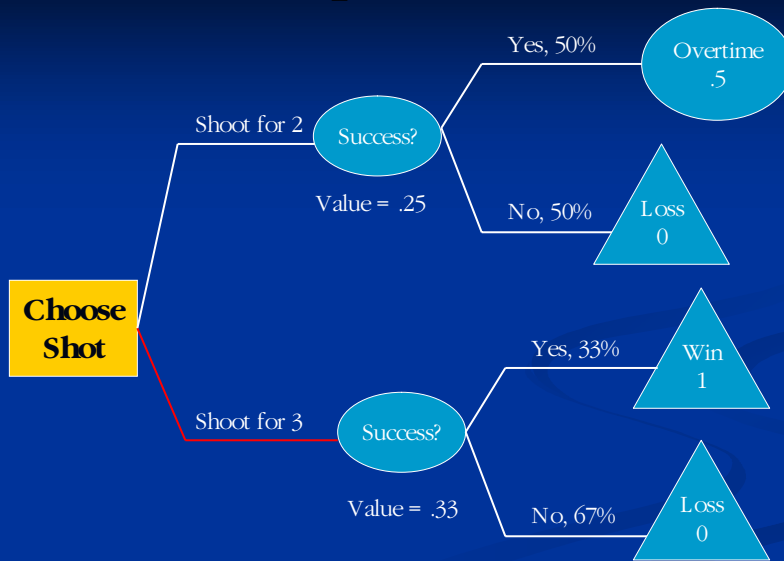 Yes, 50%
Overtime
.5
Shoot for 2
Success?
Value = .25
No, 50%
Loss
0
Choose
Shot
Yes, 33%
Win
1
Shoot for 3
Success?
Value = .33
No, 67%
Loss
0